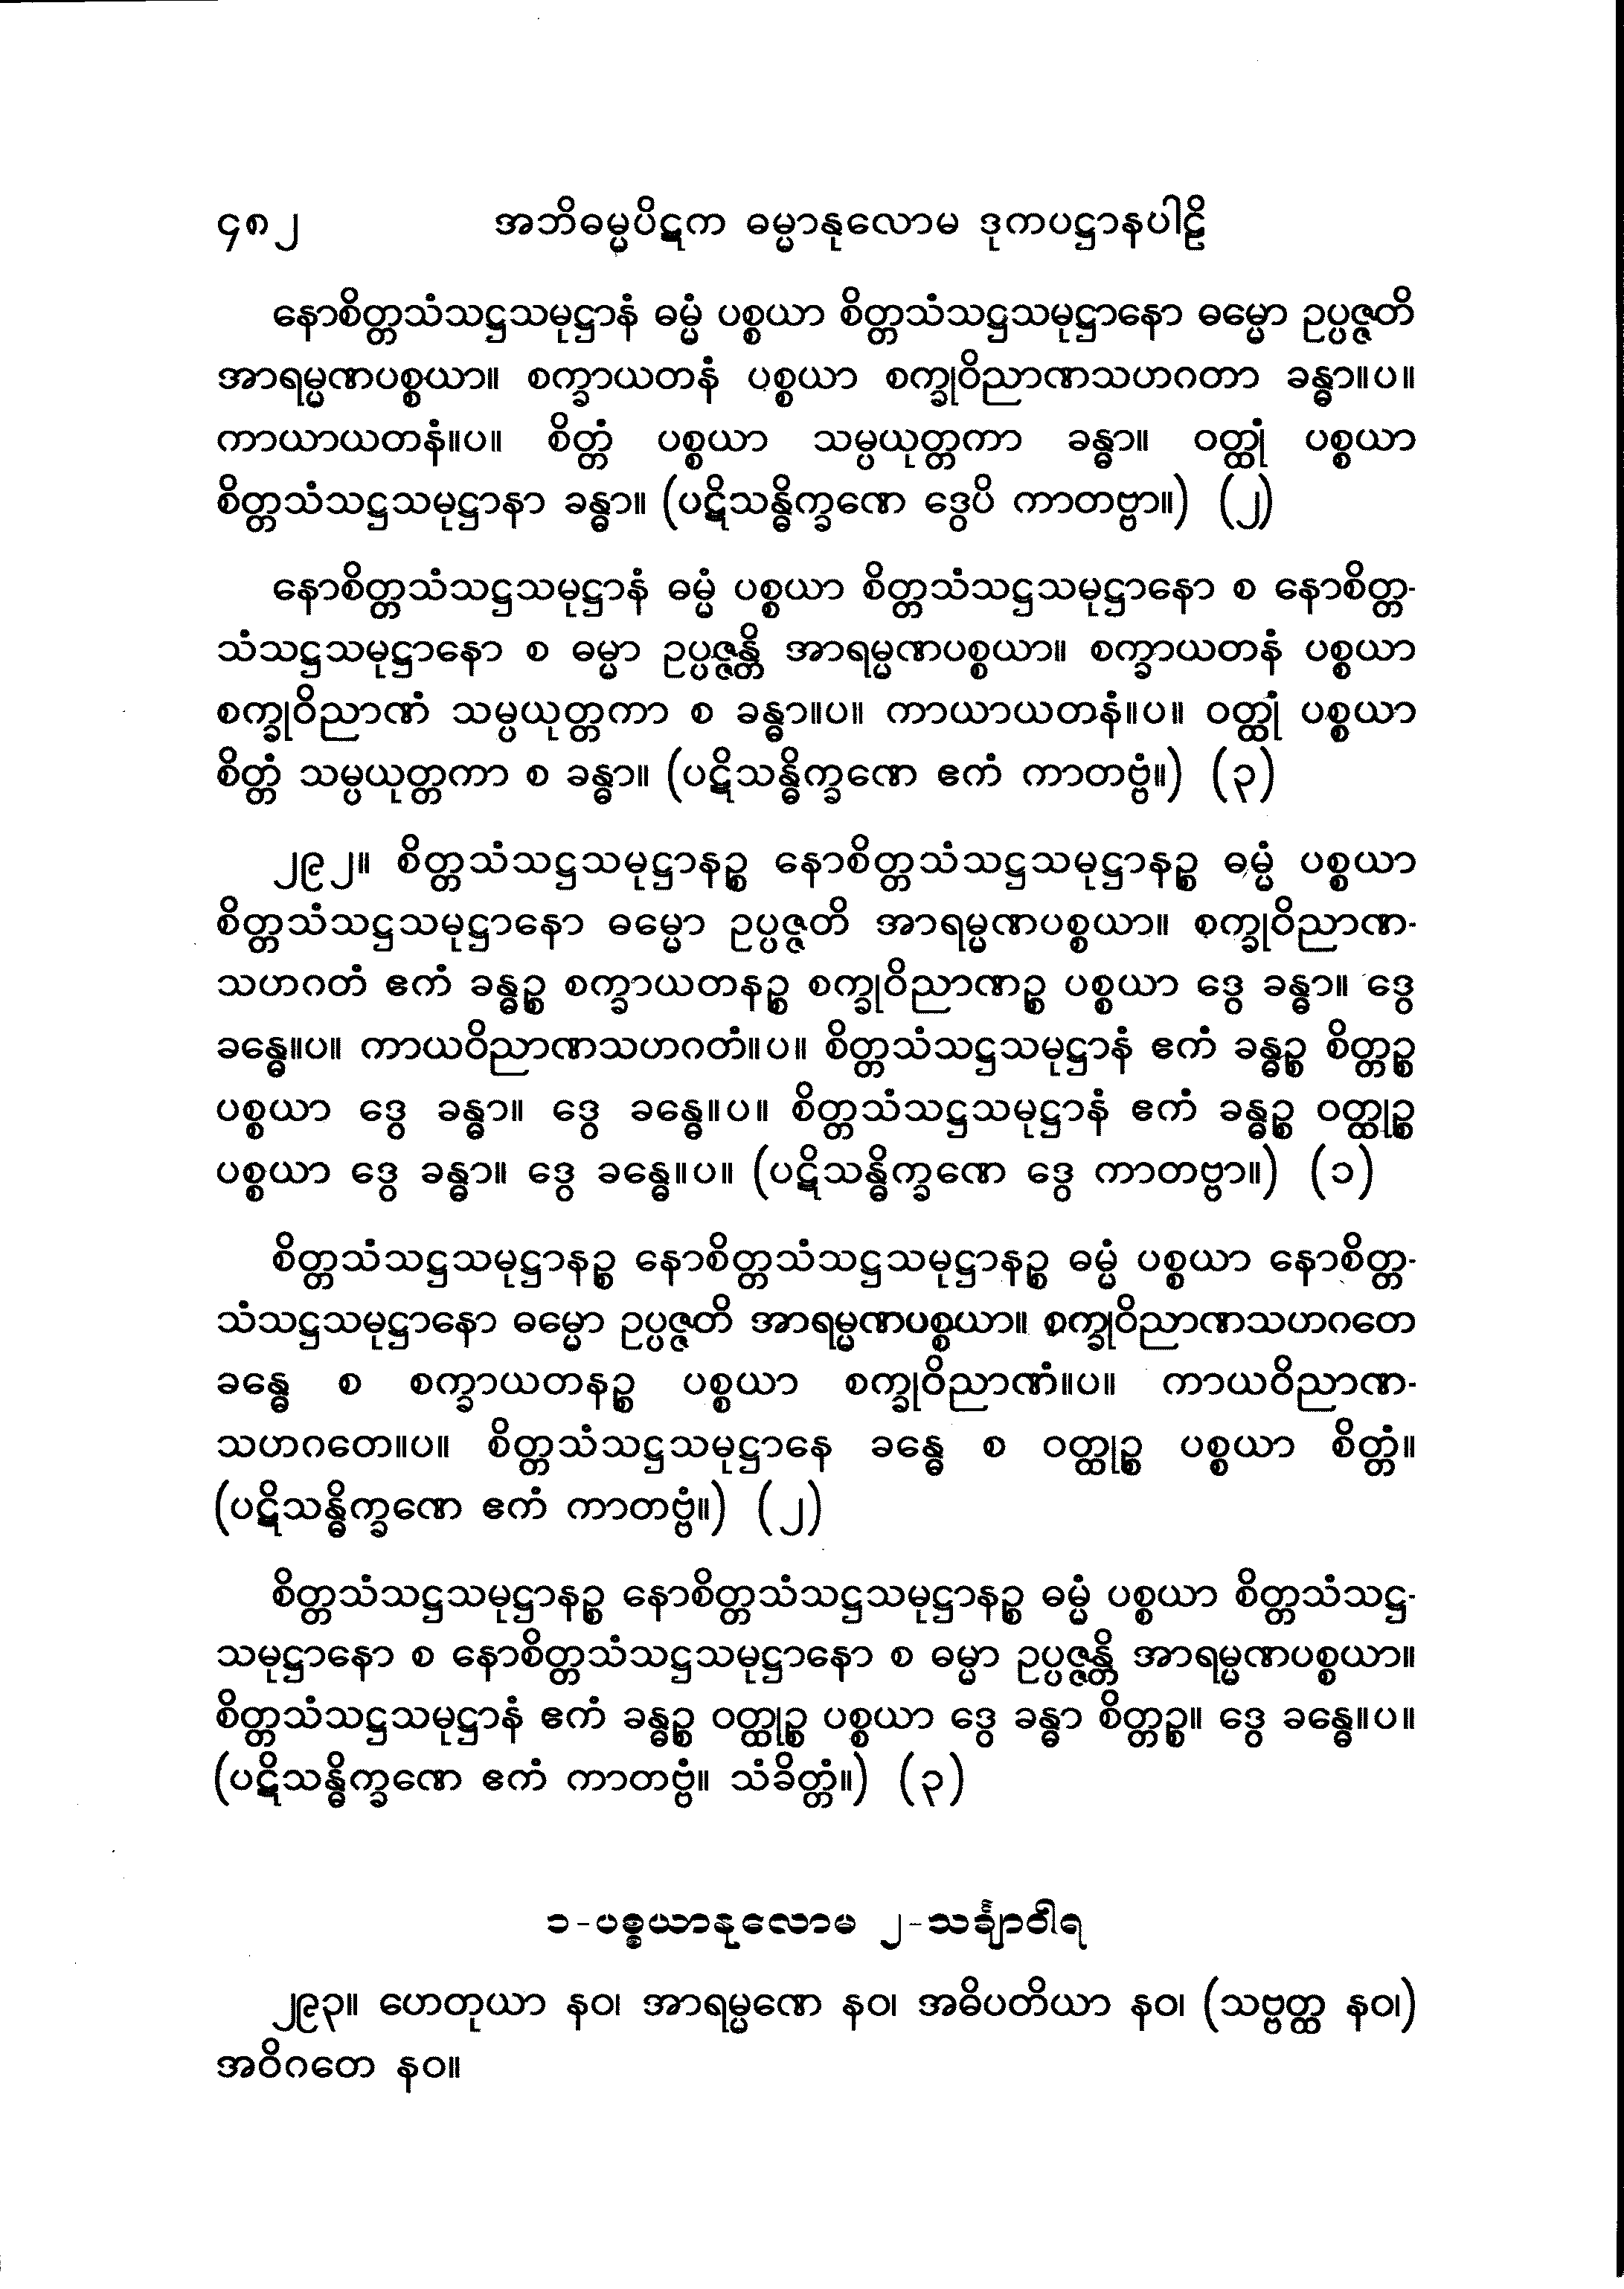 ၄၈၂ အဘိဓမ္မပိဋက ဓမ္မာနုလောမ ဒုကပဋ္ဌာနပါဠိ
နောစိတ္တသံသဋ္ဌသမုဋ္ဌာနံ ဓမ္မံ ပစ္စယာ စိတ္တသံသဋ္ဌသမုဋ္ဌာနော ဓမ္မော ဥပ္ပဇ္ဇတိ
အာရမ္မဏပစ္စယာ။ စက္ခာယတနံ ပစ္စယာ စက္ခုဝိညာဏသဟဂတာ ခန္ဓာ။ပ။
ကာယာယတနံ။ပ။ စိတ္တံ ပစ္စယာ သမ္ပယုတ္တကာ ခန္ဓာ။ ဝတ္ထုံ ပစ္စယာ
စိတ္တသံသဋ္ဌသမုဋ္ဌာနာ ခန္ဓာ။ (ပဋိသန္ဓိက္ခဏေ ဒွေပိ ကာတဗ္ဗာ။) (၂)
နောစိတ္တသံသဋ္ဌသမုဋ္ဌာနံ ဓမ္မံ ပစ္စယာ စိတ္တသံသဋ္ဌသမုဋ္ဌာနော စ နောစိတ္တ-
သံသဋ္ဌသမုဋ္ဌာနော စ ဓမ္မာ ဥပ္ပဇ္ဇန္တိ အာရမ္မဏပစ္စယာ။ စက္ခာယတနံ ပစ္စယာ
စက္ခုဝိညာဏံ သမ္ပယုတ္တကာ စ ခန္ဓာ။ပ။ ကာယာယတနံ။ပ။ ဝတ္ထုံ ပစ္စယာ
စိတ္တံ သမ္ပယုတ္တကာ စ ခန္ဓာ။ (ပဋိသန္ဓိက္ခဏေ ဧကံ ကာတဗ္ဗံ။) (၃)
၂၉၂။ စိတ္တသံသဋ္ဌသမုဋ္ဌာနဉ္စ နောစိတ္တသံသဋ္ဌသမုဋ္ဌာနဉ္စ ဓမ္မံ ပစ္စယာ
စိတ္တသံသဋ္ဌသမုဋ္ဌာနော ဓမ္မော ဥပ္ပဇ္ဇတိ အာရမ္မဏပစ္စယာ။ စက္ခုဝိညာဏ-
သဟဂတံ ဧကံ ခန္ဓဉ္စ စက္ခာယတနဉ္စ စက္ခုဝိညာဏဉ္စ ပစ္စယာ ဒွေ ခန္ဓာ။ ဒွေ
ခန္ဓေ။ပ။ ကာယဝိညာဏသဟဂတံ။ပ။ စိတ္တသံသဋ္ဌသမုဋ္ဌာနံ ဧကံ ခန္ဓဉ္စ စိတ္တဉ္စ
ပစ္စယာ ဒွေ ခန္ဓာ။ ဒွေ ခန္ဓေ။ပ။ စိတ္တသံသဋ္ဌသမုဋ္ဌာနံ ဧကံ ခန္ဓဉ္စ ဝတ္ထုဉ္စ
ပစ္စယာ ဒွေ ခန္ဓာ။ ဒွေ ခန္ဓေ။ပ။ (ပဋိသန္ဓိက္ခဏေ ဒွေ ကာတဗ္ဗာ။) (၁)
စိတ္တသံသဋ္ဌသမုဋ္ဌာနဉ္စ နောစိတ္တသံသဋ္ဌသမုဋ္ဌာနဉ္စ ဓမ္မံ ပစ္စယာ နောစိတ္တ-
သံသဋ္ဌသမုဋ္ဌာနော ဓမ္မော ဥပ္ပဇ္ဇတိ အာရမ္မဏပစ္စယာ။ စက္ခုဝိညာဏသဟဂတေ
ခန္ဓေ စ စက္ခာယတနဉ္စ ပစ္စယာ စက္ခုဝိညာဏံ။ပ။ ကာယဝိညာဏ-
သဟဂတေ။ပ။ စိတ္တသံသဋ္ဌသမုဋ္ဌာနေ ခန္ဓေ စ ဝတ္ထုဉ္စ ပစ္စယာ စိတ္တံ။
(ပဋိသန္ဓိက္ခဏေ ဧကံ ကာတဗ္ဗံ။) (၂)
စိတ္တသံသဋ္ဌသမုဋ္ဌာနဉ္စ နောစိတ္တသံသဋ္ဌသမုဋ္ဌာနဉ္စ ဓမ္မံ ပစ္စယာ စိတ္တသံသဋ္ဌ-
သမုဋ္ဌာနော စ နောစိတ္တသံသဋ္ဌသမုဋ္ဌာနော စ ဓမ္မာ ဥပ္ပဇ္ဇန္တိ အာရမ္မဏပစ္စယာ။
စိတ္တသံသဋ္ဌသမုဋ္ဌာနံ ဧကံ ခန္ဓဉ္စ ဝတ္ထုဉ္စ ပစ္စယာ ဒွေ ခန္ဓာ စိတ္တဉ္စ။ ဒွေ ခန္ဓေ။ပ။
(ပဋိသန္ဓိက္ခဏေ ဧကံ ကာတဗ္ဗံ။ သံခိတ္တံ။) (၃)
၁-ပစ္စယာနုလောမ ၂-သင်္ချာဝါရ
၂၉၃။ ဟေတုယာ နဝ၊ အာရမ္မဏေ နဝ၊ အဓိပတိယာ နဝ၊ (သဗ္ဗတ္ထ နဝ၊)
အဝိဂတေ နဝ။